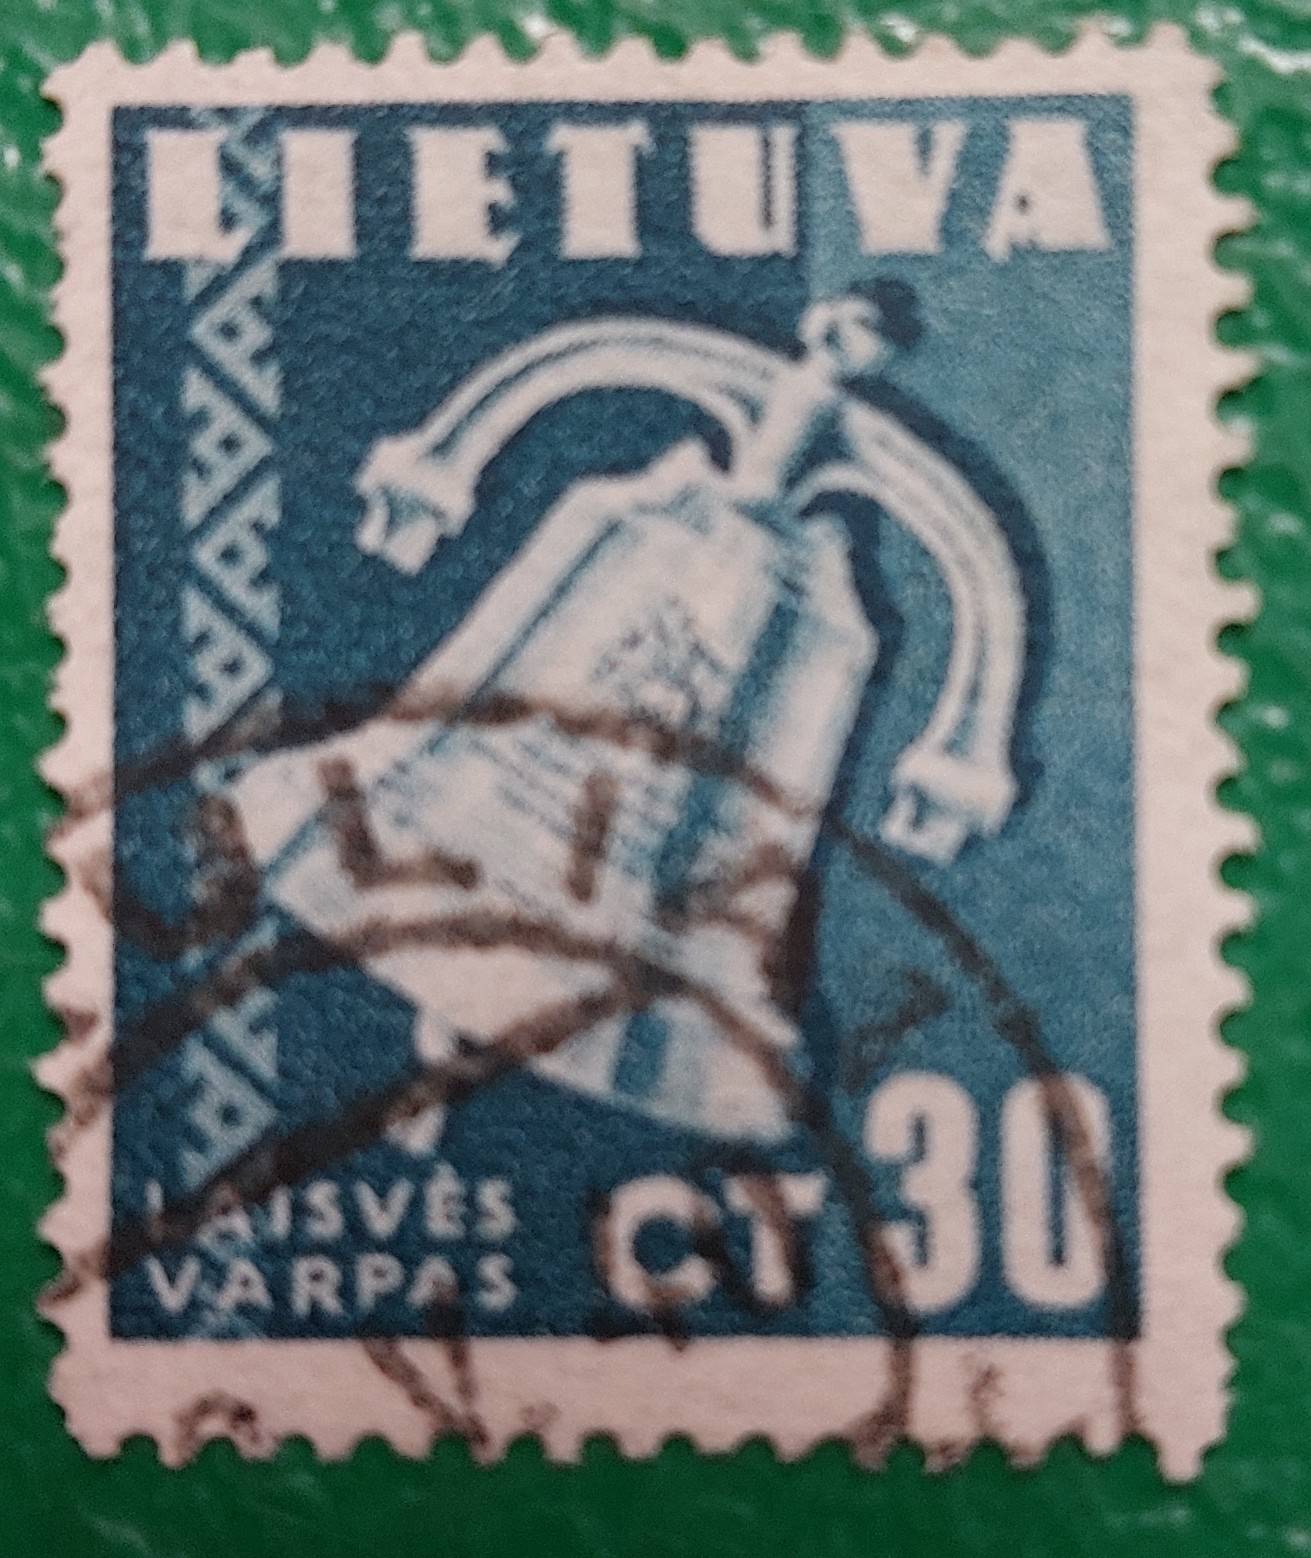 LIETUVA
LAISVĖS
VARPAS
CT 30